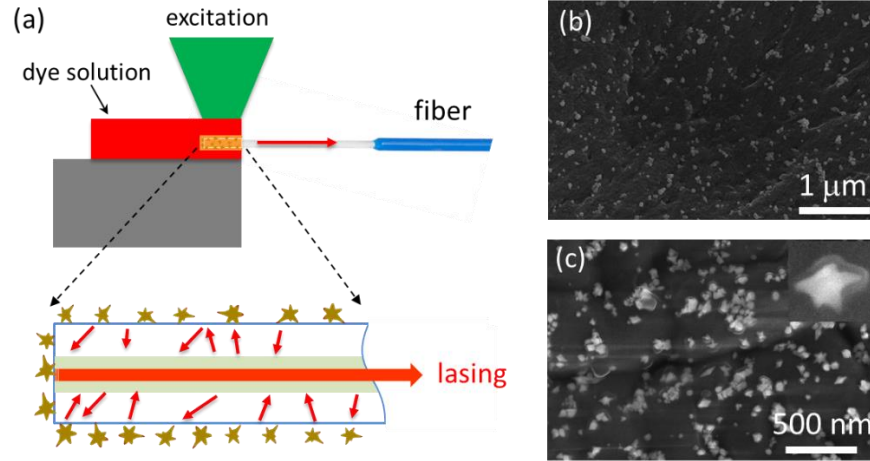 (a)
excitation
dye solution
fiber
lasing
(b)
1 μm
(c)
500 nm